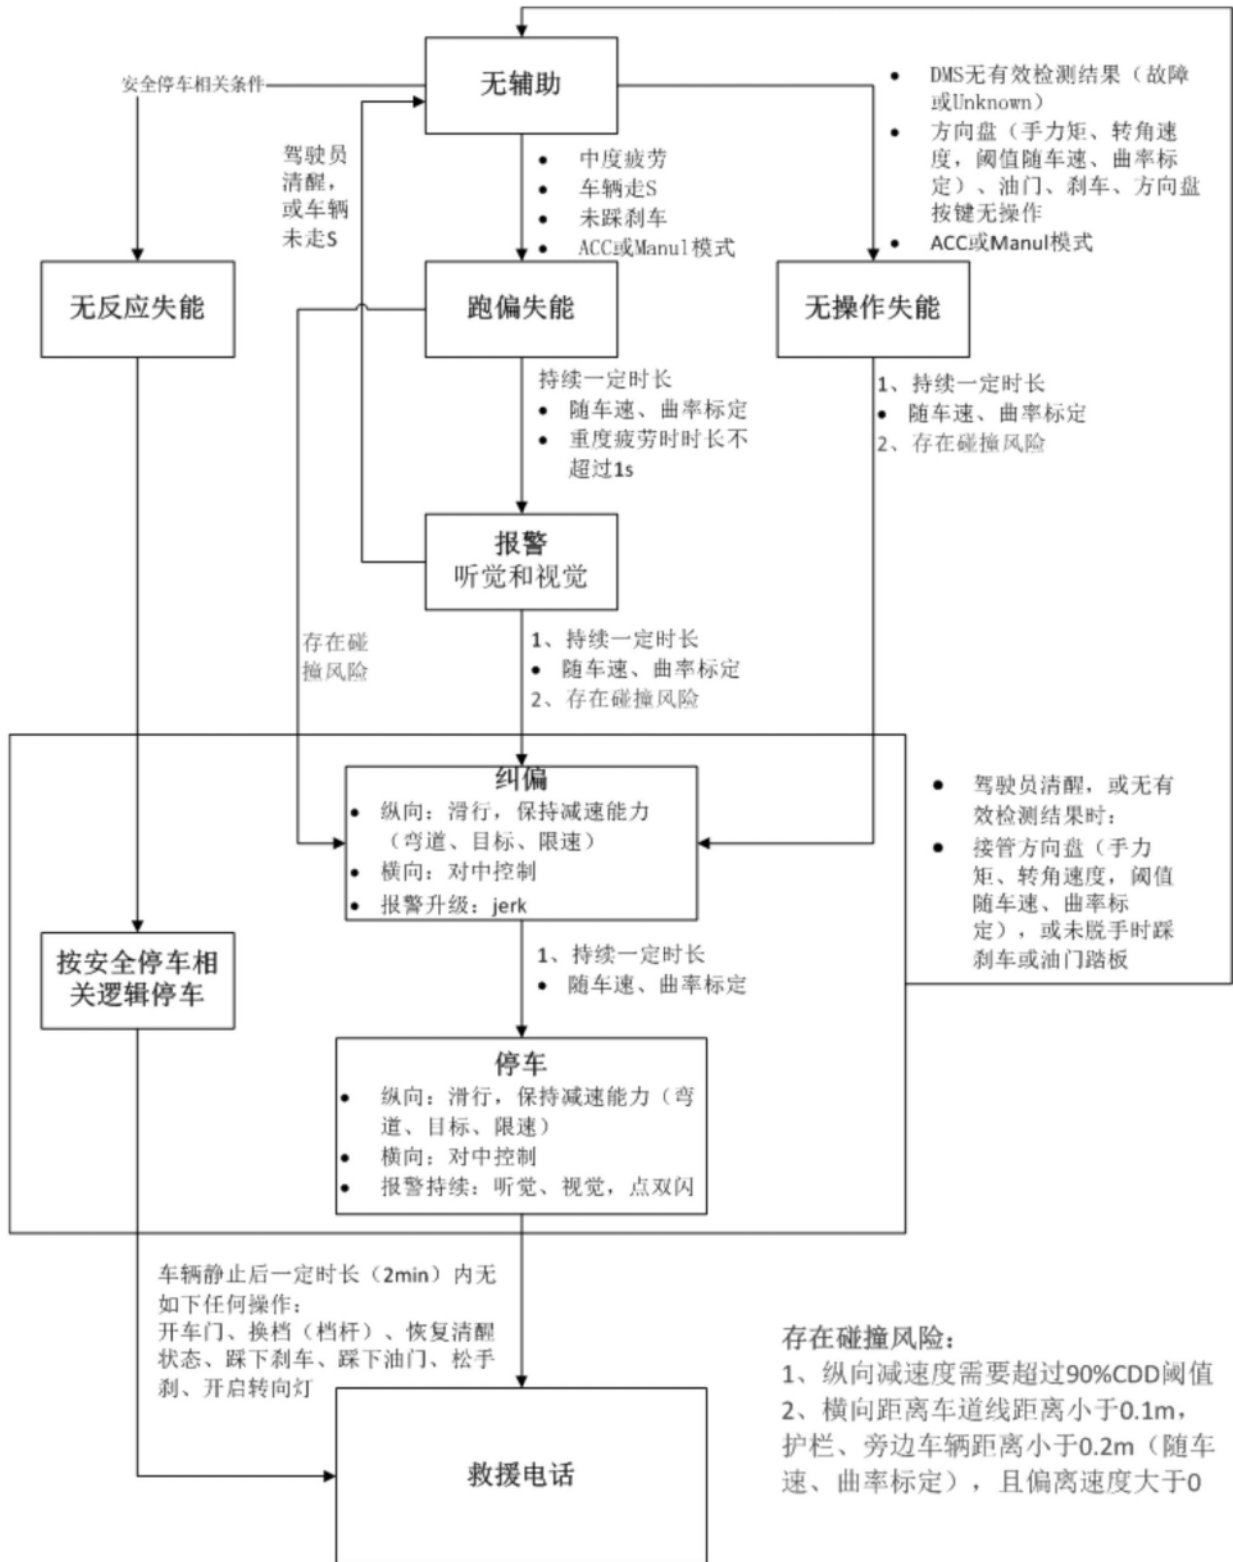 无辅助
安全停车相关条件
驾驶员
清醒，
或车辆
未走S
• 中度疲劳
• 车辆走S
• 未踩刹车
• ACC或Manul模式
• DMS无有效检测结果（故障
或Unknown）
• 方向盘（手力矩、转角速
度，阈值随车速、曲率标
定）、油门、刹车、方向盘
按键无操作
• ACC或Manul模式
无反应失能
跑偏失能
无操作失能
持续一定时长
• 随车速、曲率标定
• 重度疲劳时时长不
超过1s
1、持续一定时长
• 随车速、曲率标定
2、存在碰撞风险
报警
听觉和视觉
存在碰
撞风险
1、持续一定时长
• 随车速、曲率标定
2、存在碰撞风险
纠偏
• 纵向：滑行，保持减速能力
（弯道、目标、限速）
• 横向：对中控制
• 报警升级：jerk
• 驾驶员清醒，或无有
效检测结果时：
• 接管方向盘（手力
矩、转角速度，阈值
随车速、曲率标
定），或未脱手时踩
刹车或油门踏板
按安全停车相
关逻辑停车
1、持续一定时长
• 随车速、曲率标定
停车
• 纵向：滑行，保持减速能力（弯
道、目标、限速）
• 横向：对中控制
• 报警持续：听觉、视觉，点双闪
车辆静止后一定时长（2min）内无
如下任何操作：
开车门、换档（档杆）、恢复清醒
状态、踩下刹车、踩下油门、松手
刹、开启转向灯
救援电话
存在碰撞风险：
1、纵向减速度需要超过90%CDD阈值
2、横向距离车道线距离小于0.1m，
护栏、旁边车辆距离小于0.2m（随车
速、曲率标定），且偏离速度大于0